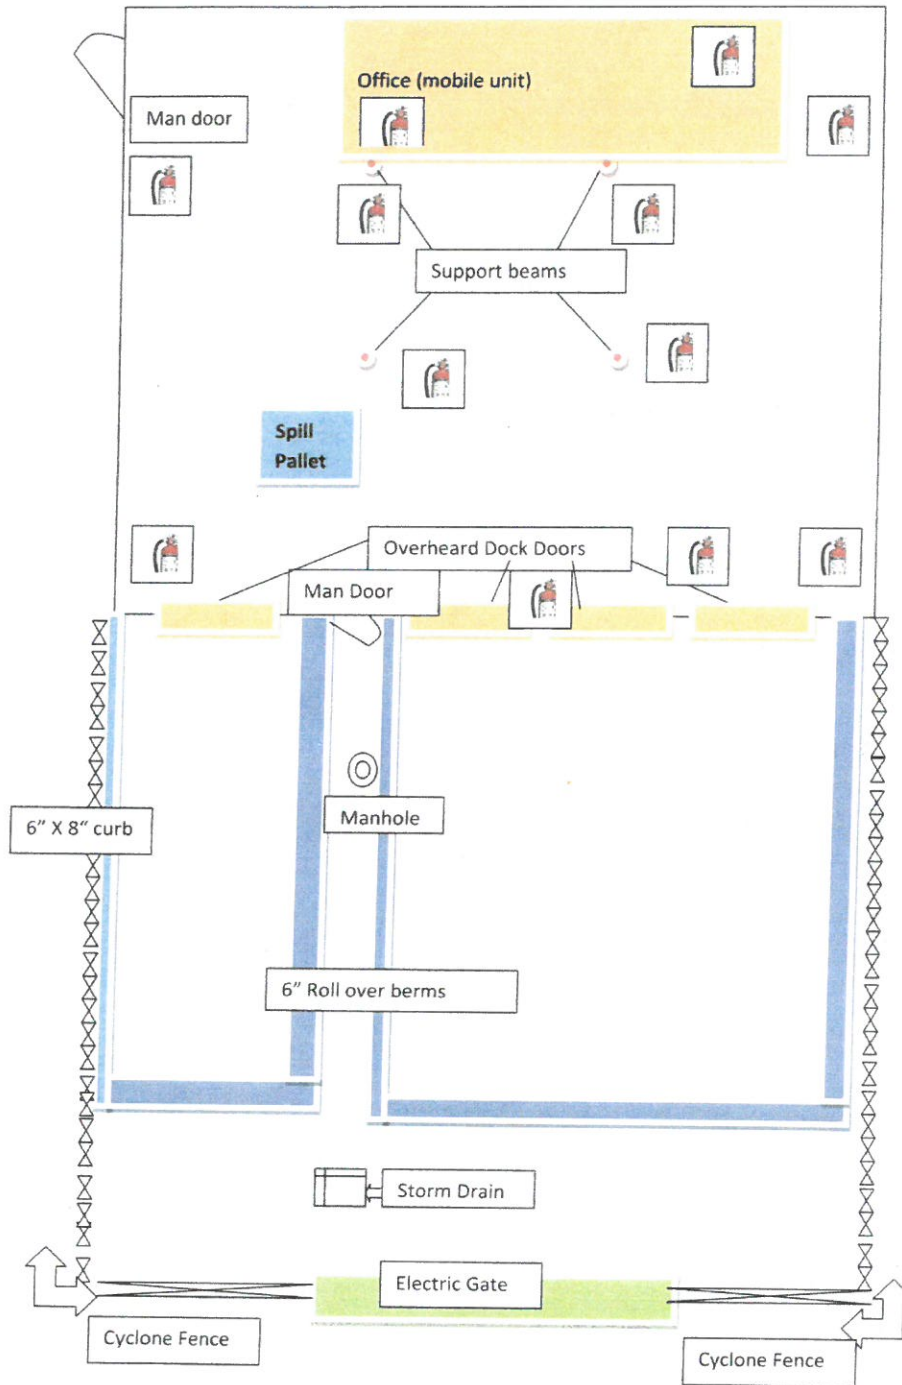 Office (mobile unit)
Man door
Support beams
Spill
Pallet
Overheard Dock Doors
Man Door
6” X 8“ curb
Manhole
6” Roll over berms
Storm Drain
Electric Gate
Cyclone Fence
Cyclone Fence